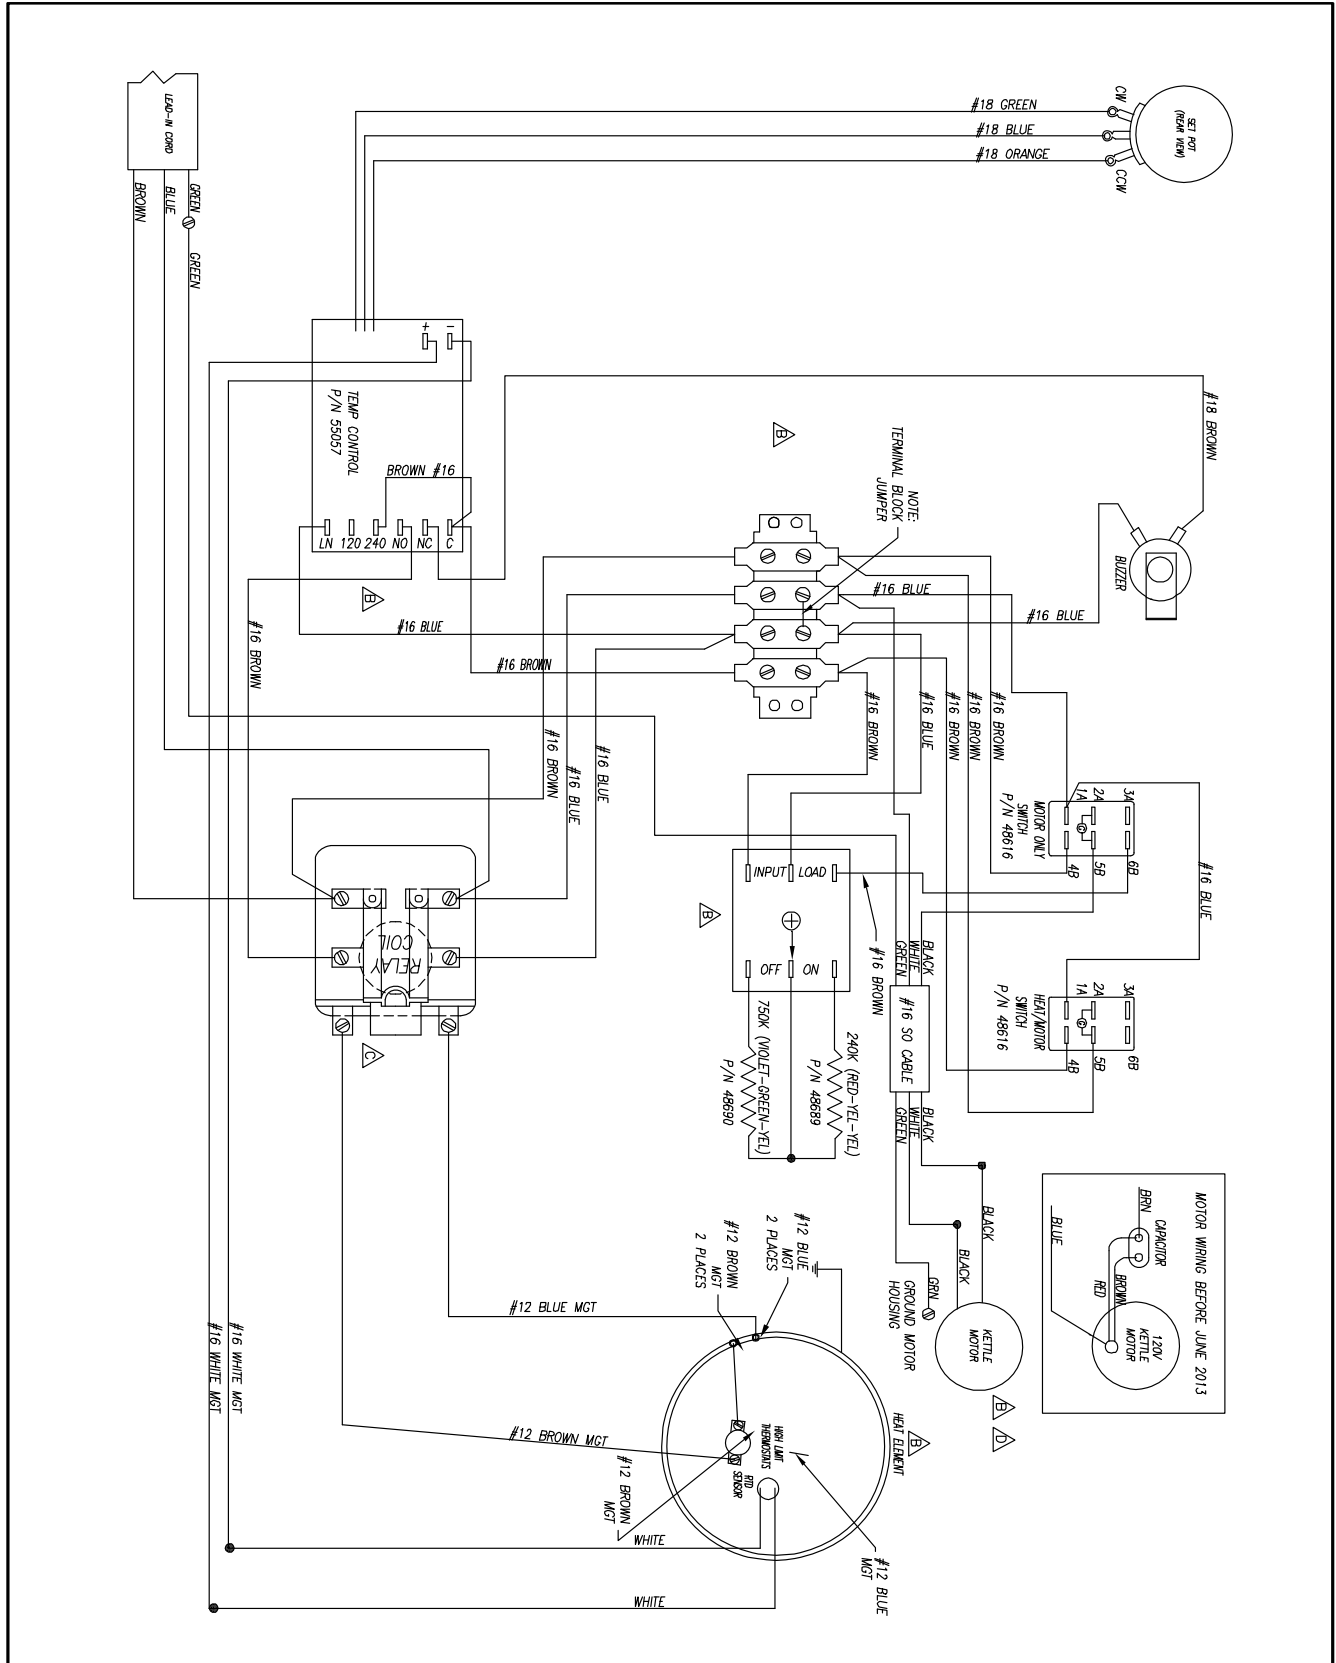 #18 GREEN
#18 BLUE
#18 ORANGE
CW
CCW
SET POT
(REAR VIEW)
LEAD-IN CORD
BROWN
BLUE
GREEN
GREEN
+
-
TEMP CONTROL
P/N 55057
BROWN #16
LN 120 240 NO NC C
B
B
NOTE:
TERMINAL BLOCK
JUMPER
#18 BROWN
BUZZER
#16 BLUE
#16 BLUE
#16 BLUE
#16 BROWN
#16 BROWN
#16 BROWN
#16 BLUE
#16 BLUE
#16 BROWN
#16 BLUE
#16 BROWN
#16 BROWN
#16 BROWN
3A
2A
1A
MOTOR ONLY
SWITCH
P/N 48616
G
6B
5B
4B
#16 BLUE
3A
2A
1A
HEAT/MOTOR
SWITCH
P/N 48616
G
6B
5B
4B
INPUT LOAD
B
OFF ON
#16 BROWN
BLACK
WHITE
GREEN
#16 SO CABLE
BLACK
WHITE
GREEN
COIL
RELAY
C
750K (VIOLET-GREEN-YEL)
P/N 48690
240K (RED-YEL-YEL)
P/N 48689
BLACK
BLACK
GRN
GROUND MOTOR
HOUSING
KETTLE
MOTOR
B
D
MOTOR WIRING BEFORE JUNE 2013
BRN
CAPACITOR
BLUE
BROWN
RED
120V
KETTLE
MOTOR
#12 BLUE
MGT
2 PLACES
#12 BROWN
MGT
2 PLACES
#12 BLUE MGT
#12 BROWN MGT
#12 BROWN
MGT
HIGH LIMIT
THERMOSTATS
RTD
SENSOR
HEAT ELEMENT
B
#12 BLUE
MGT
#16 WHITE MGT
#16 WHITE MGT
WHITE
WHITE